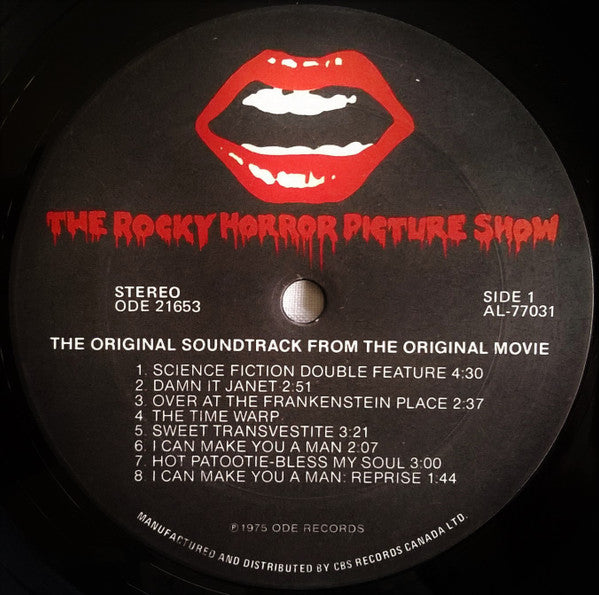 THE ROCKY HORROR PICTURE SHOW
STEREO
ODE 21653
SIDE 1
AL-77031
THE ORIGINAL SOUNDTRACK FROM THE ORIGINAL MOVIE
1. SCIENCE FICTION DOUBLE FEATURE 4:30
2. DAMN IT JANET 2:51
3. OVER AT THE FRANKENSTEIN PLACE 2:37
4. THE TIME WARP
5. SWEET TRANSVESTITE 3:21
6. I CAN MAKE YOU A MAN 2:07
7. HOT PATOOTIE-BLESS MY SOUL 3:00
8. I CAN MAKE YOU A MAN: REPRISE 1:44
℗1975 ODE RECORDS
MANUFACTURED AND DISTRIBUTED BY CBS RECORDS CANADA LTD.